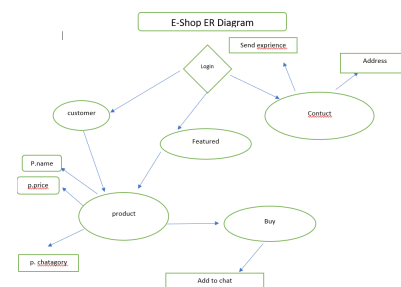 E-Shop ER Diagram
Send exprience
Address
Login
customer
Contuct
Featured
P.name
p.price
product
Buy
p. chatagory
Add to chat